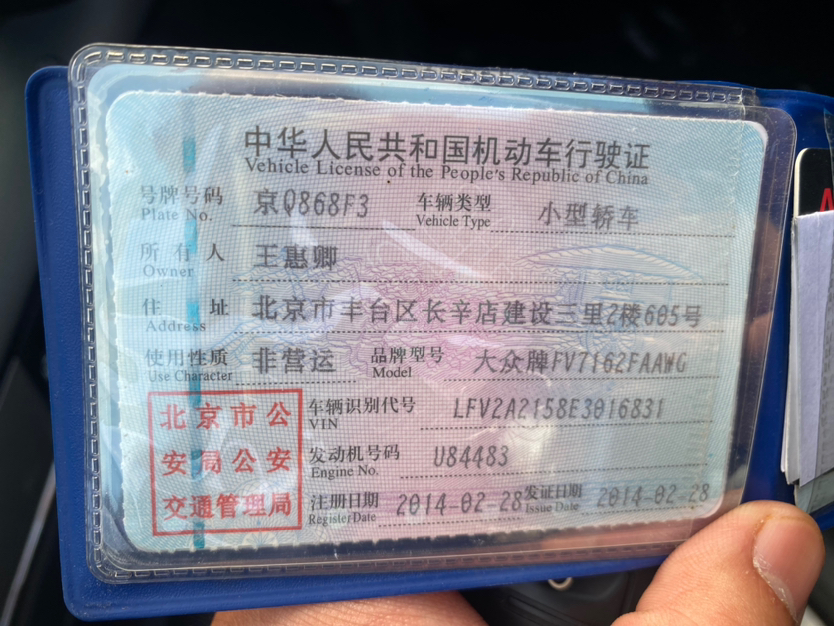 中华人民共和国机动车行驶证
Vehicle License of the People's Republic of China
号牌号码 京Q868F3 车辆类型 小型轿车
Plate No. Vehicle Type
所有人 王惠卿
Owner
住址 北京市丰台区长辛店建设三里2楼605号
Address
使用性质 非营运 品牌型号 大众牌FV7162FAAWG
Use Character Model
北京市公 车辆识别代号 LFV2A2158E3016831
VIN
安局公安 发动机号码 U84483
Engine No.
交通管理局 注册日期 2014-02-28 发证日期 2014-02-28
Register Date Issue Date